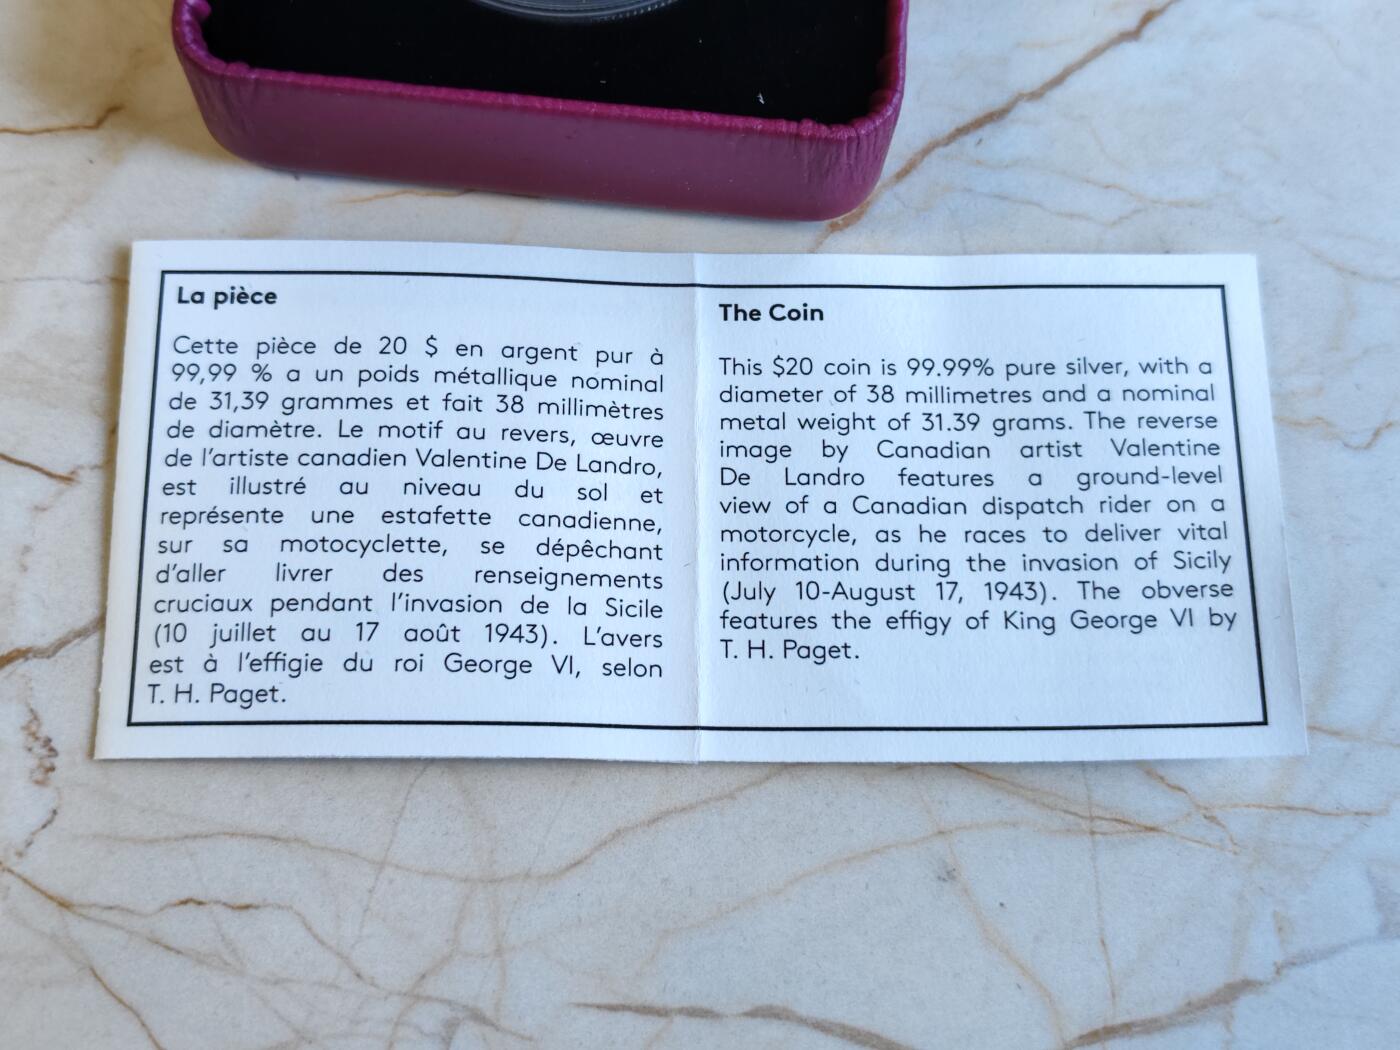 La pièce
Cette pièce de 20 $ en argent pur à
99,99 % a un poids métallique nominal
de 31,39 grammes et fait 38 millimètres
de diamètre. Le motif au revers, œuvre
de l'artiste canadien Valentine De Landro,
est illustré au niveau du sol et
représente une estafette canadienne,
sur sa motocyclette, se dépêchant
d'aller livrer des renseignements
cruciaux pendant l'invasion de la Sicile
(10 juillet au 17 août 1943). L'avers
est à l'effigie du roi George VI, selon
T. H. Paget.
The Coin
This $20 coin is 99.99% pure silver, with a
diameter of 38 millimetres and a nominal
metal weight of 31.39 grams. The reverse
image by Canadian artist Valentine
De Landro features a ground-level
view of a Canadian dispatch rider on a
motorcycle, as he races to deliver vital
information during the invasion of Sicily
(July 10-August 17, 1943). The obverse
features the effigy of King George VI by
T. H. Paget.